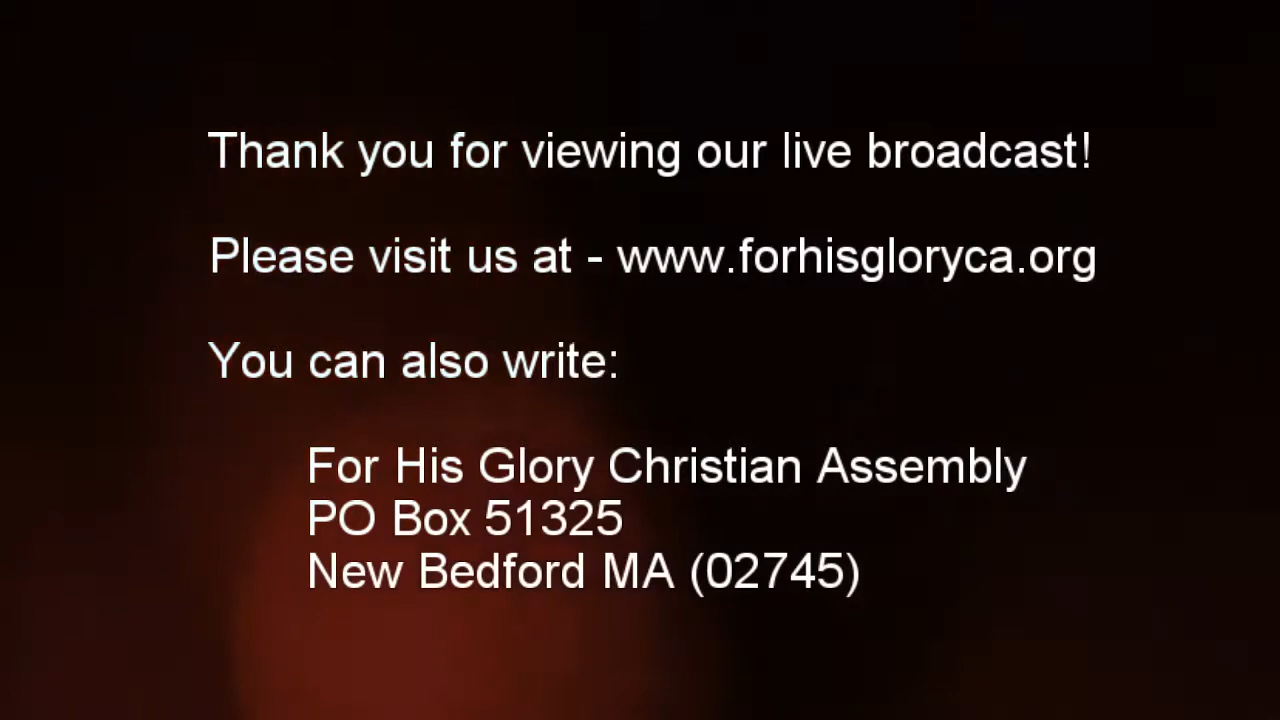 Thank you for viewing our live broadcast!
Please visit us at - www.forhisgloryca.org
You can also write:
For His Glory Christian Assembly
PO Box 51325
New Bedford MA (02745)